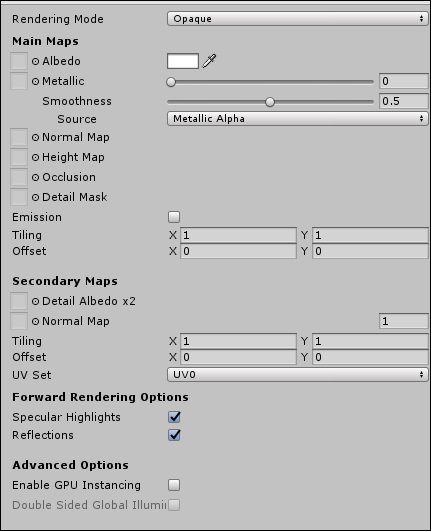 Rendering Mode Opaque
Main Maps
Albedo
Metallic 0
Smoothness 0.5
Source Metallic Alpha
Normal Map
Height Map
Occlusion
Detail Mask
Emission
Tiling X 1 Y 1
Offset X 0 Y 0
Secondary Maps
Detail Albedo x2
Normal Map 1
Tiling X 1 Y 1
Offset X 0 Y 0
UV Set UV0
Forward Rendering Options
Specular Highlights
Reflections
Advanced Options
Enable GPU Instancing
Double Sided Global Illumi